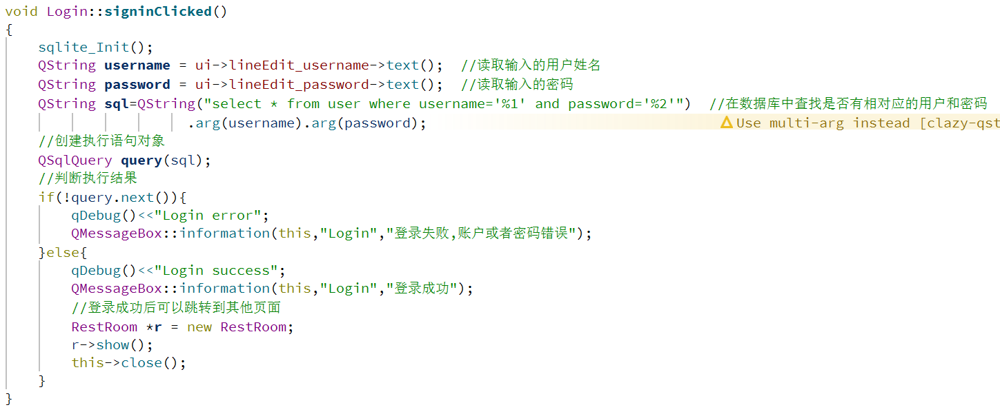 void Login::signinClicked()
{
    sqlite_Init();
    QString username = ui->lineEdit_username->text();  //读取输入的用户姓名
    QString password = ui->lineEdit_password->text();  //读取输入的密码
    QString sql=QString("select * from user where username='%1' and password='%2'")  //在数据库中查找是否有相对应的用户和密码
                      .arg(username).arg(password);  Use multi-arg instead [clazy-qst
    //创建执行语句对象
    QSqlQuery query(sql);
    //判断执行结果
    if(!query.next()){
        qDebug()<<"Login error";
        QMessageBox::information(this,"Login","登录失败,账户或者密码错误");
    }else{
        qDebug()<<"Login success";
        QMessageBox::information(this,"Login","登录成功");
        //登录成功后可以跳转到其他页面
        RestRoom *r = new RestRoom;
        r->show();
        this->close();
    }
}